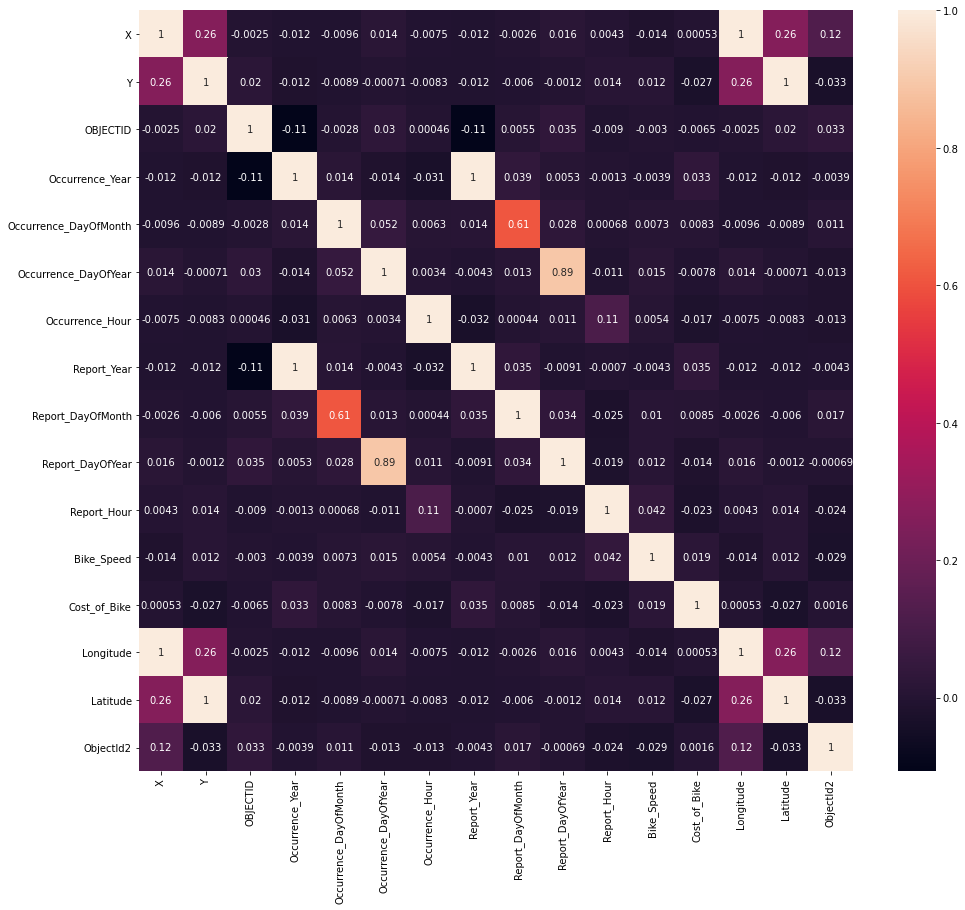 X 1 0.26 -0.0025 -0.012 -0.0096 0.014 -0.0075 -0.012 -0.0026 0.016 0.0043 -0.014 0.00053 1 0.26 0.12
Y 0.26 1 0.02 -0.012 -0.0089 -0.00071 -0.0083 -0.012 -0.006 -0.0012 0.014 0.012 -0.027 0.26 1 -0.033
OBJECTID -0.0025 0.02 1 -0.11 -0.0028 0.03 0.00046 -0.11 0.0055 0.035 -0.009 -0.003 -0.0065 -0.0025 0.02 0.033
Occurrence_Year -0.012 -0.012 -0.11 1 0.014 -0.014 -0.031 1 0.039 0.0053 -0.0013 -0.0039 0.033 -0.012 -0.012 -0.0039
Occurrence_DayOfMonth -0.0096 -0.0089 -0.0028 0.014 1 0.052 0.0063 0.014 0.61 0.028 0.00068 0.0073 0.0083 -0.0096 -0.0089 0.011
Occurrence_DayOfYear 0.014 -0.00071 0.03 -0.014 0.052 1 0.0034 -0.0043 0.013 0.89 -0.011 0.015 -0.0078 0.014 -0.00071 -0.013
Occurrence_Hour -0.0075 -0.0083 0.00046 -0.031 0.0063 0.0034 1 -0.032 0.00044 0.011 0.11 0.0054 -0.017 -0.0075 -0.0083 -0.013
Report_Year -0.012 -0.012 -0.11 1 0.014 -0.0043 -0.032 1 0.035 -0.0091 -0.0007 -0.0043 0.035 -0.012 -0.012 -0.0043
Report_DayOfMonth -0.0026 -0.006 0.0055 0.039 0.61 0.013 0.00044 0.035 1 0.034 -0.025 0.01 0.0085 -0.0026 -0.006 0.017
Report_DayOfYear 0.016 -0.0012 0.035 0.0053 0.028 0.89 0.011 -0.0091 0.034 1 -0.019 0.012 -0.014 0.016 -0.0012 -0.00069
Report_Hour 0.0043 0.014 -0.009 -0.0013 0.00068 -0.011 0.11 -0.0007 -0.025 -0.019 1 0.042 -0.023 0.0043 0.014 -0.024
Bike_Speed -0.014 0.012 -0.003 -0.0039 0.0073 0.015 0.0054 -0.0043 0.01 0.012 0.042 1 0.019 -0.014 0.012 -0.029
Cost_of_Bike 0.00053 -0.027 -0.0065 0.033 0.0083 -0.0078 -0.017 0.035 0.0085 -0.014 -0.023 0.019 1 0.00053 -0.027 0.0016
Longitude 1 0.26 -0.0025 -0.012 -0.0096 0.014 -0.0075 -0.012 -0.0026 0.016 0.0043 -0.014 0.00053 1 0.26 0.12
Latitude 0.26 1 0.02 -0.012 -0.0089 -0.00071 -0.0083 -0.012 -0.006 -0.0012 0.014 0.012 -0.027 0.26 1 -0.033
ObjectId2 0.12 -0.033 0.033 -0.0039 0.011 -0.013 -0.013 -0.0043 0.017 -0.00069 -0.024 -0.029 0.0016 0.12 -0.033 1
X
Y
OBJECTID
Occurrence_Year
Occurrence_DayOfMonth
Occurrence_DayOfYear
Occurrence_Hour
Report_Year
Report_DayOfMonth
Report_DayOfYear
Report_Hour
Bike_Speed
Cost_of_Bike
Longitude
Latitude
ObjectId2
1.0
0.8
0.6
0.4
0.2
0.0